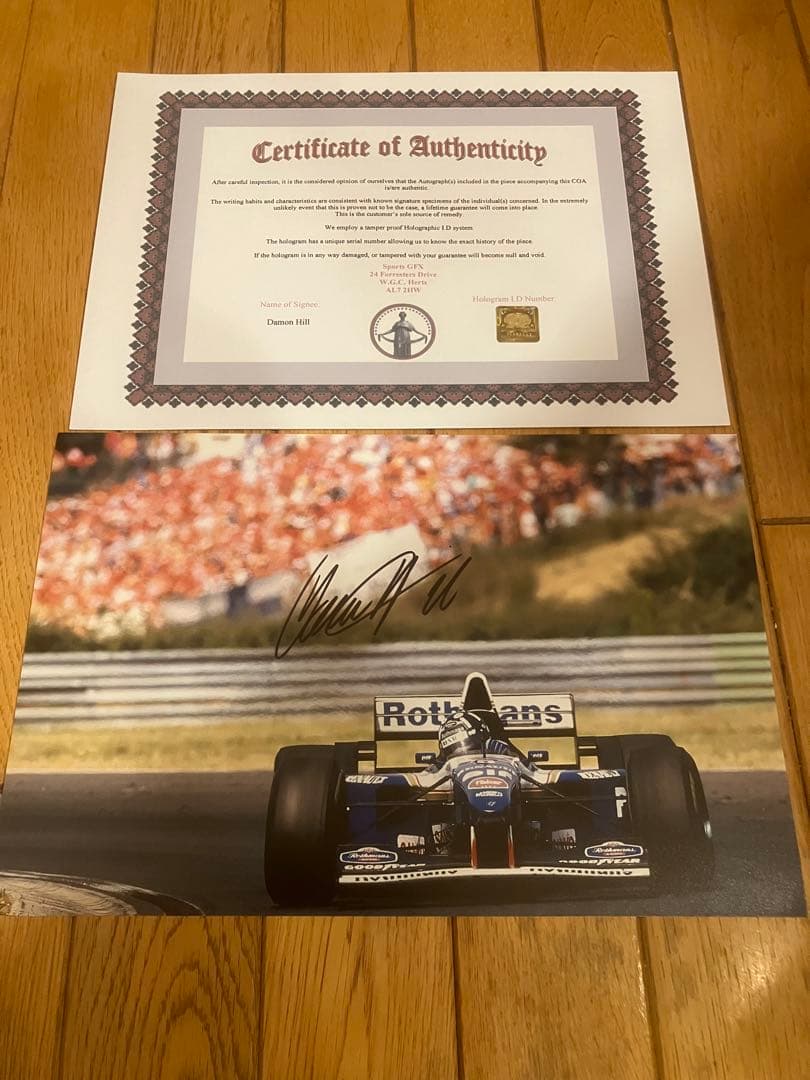 Certificate of Authenticity
After careful inspection, it is the considered opinion of ourselves that the Autograph(s) included in the piece accompanying this COA
is/are authentic.
The writing habits and characteristics are consistent with known signature specimens of the individual(s) concerned. In the extremely
unlikely event that this is proven not to be the case, a lifetime guarantee will come into place.
This is the customer's sole source of remedy.
We employ a tamper proof Holographic I.D system
The hologram has a unique serial number allowing us to know the exact history of the piece.
If the hologram is in any way damaged, or tampered with your guarantee will become null and void.
Sports GFX
24 Forresters Drive
W.G.C. Herts
AL7 2HW
Name of Signee:
Hologram I.D Number:
Damon Hill
Roth ans
RENAULT
Rothmans
Rothmans
GOODYEAR
GOODYEAR
Rothmans